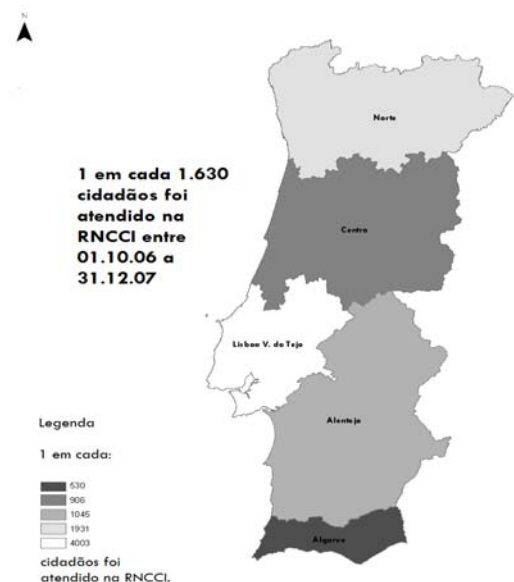 N
1 em cada 1.630
cidadãos foi
atendido na
RNCCI entre
01.10.06 a
31.12.07
Norte
Centro
Lisboa V. do Tejo
Alentejo
Algarve
Legenda
1 em cada:
530
906
1045
1931
4003
cidadãos foi
atendido na RNCCI.